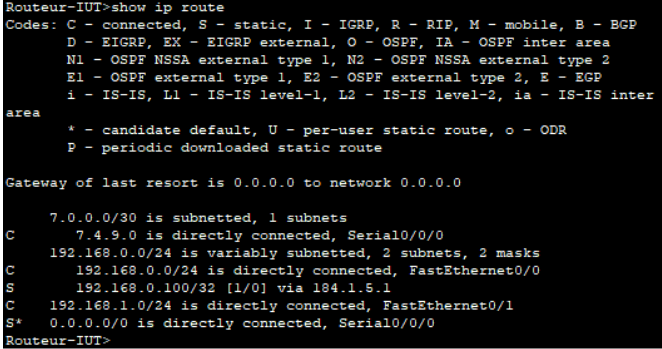 Routeur-IUT>show ip route
Codes: C - connected, S - static, I - IGRP, R - RIP, M - mobile, B - BGP
       D - EIGRP, EX - EIGRP external, O - OSPF, IA - OSPF inter area
       N1 - OSPF NSSA external type 1, N2 - OSPF NSSA external type 2
       E1 - OSPF external type 1, E2 - OSPF external type 2, E - EGP
       i - IS-IS, L1 - IS-IS level-1, L2 - IS-IS level-2, ia - IS-IS inter
area
       * - candidate default, U - per-user static route, o - ODR
       P - periodic downloaded static route

Gateway of last resort is 0.0.0.0 to network 0.0.0.0

     7.0.0.0/30 is subnetted, 1 subnets
C       7.4.9.0 is directly connected, Serial0/0/0
     192.168.0.0/24 is variably subnetted, 2 subnets, 2 masks
C       192.168.0.0/24 is directly connected, FastEthernet0/0
S       192.168.0.100/32 [1/0] via 184.1.5.1
C    192.168.1.0/24 is directly connected, FastEthernet0/1
S*   0.0.0.0/0 is directly connected, Serial0/0/0
Routeur-IUT>